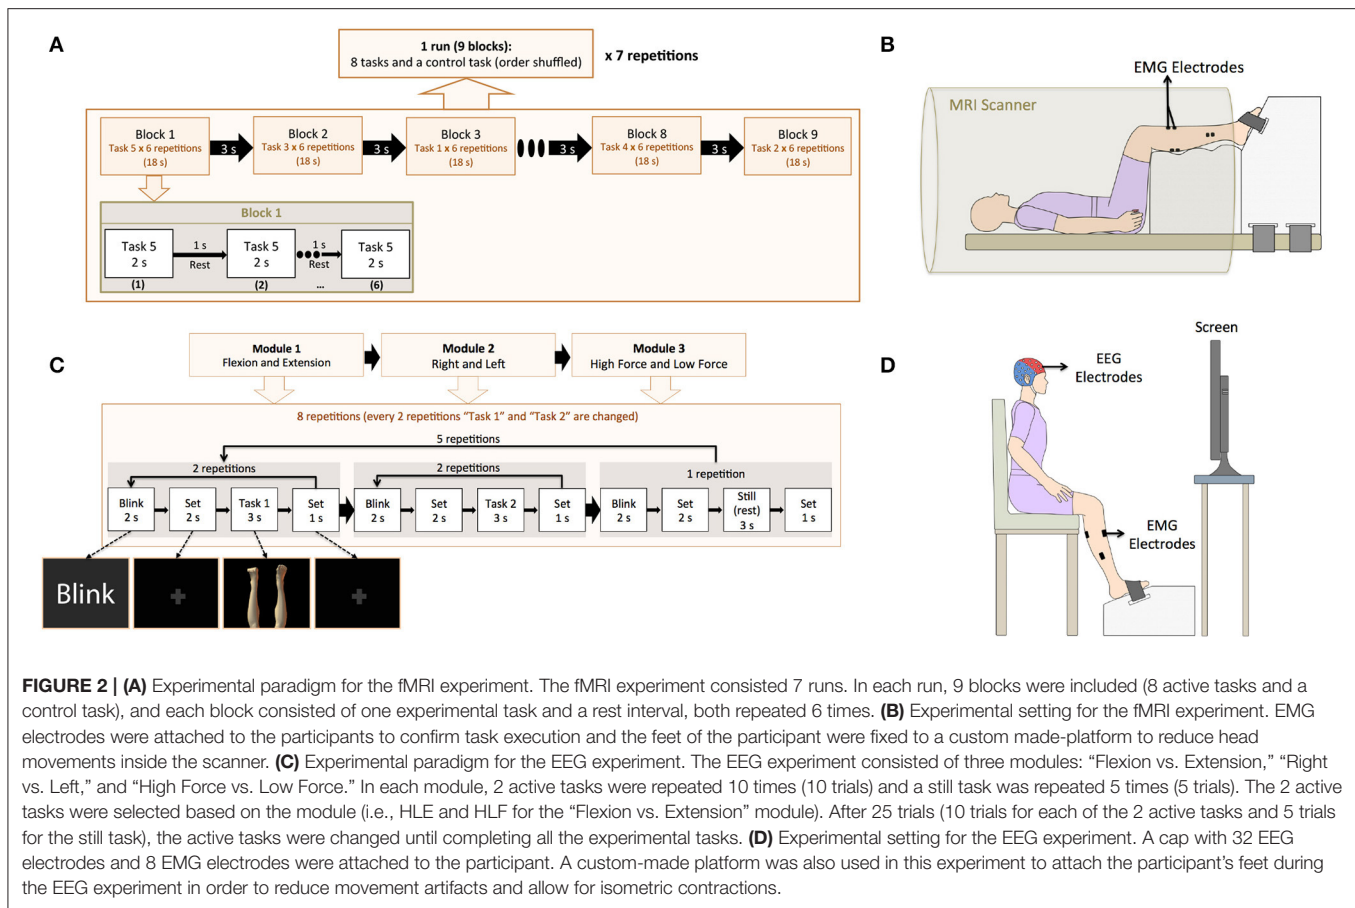 A
1 run (9 blocks):
8 tasks and a control task (order shuffled)
x 7 repetitions
Block 1
Task 5 x 6 repetitions
(18 s)
3 s
Block 2
Task 3 x 6 repetitions
(18 s)
3 s
Block 3
Task 1 x 6 repetitions
(18 s)
3 s
Block 8
Task 4 x 6 repetitions
(18 s)
3 s
Block 9
Task 2 x 6 repetitions
(18 s)
Block 1
Task 5
2 s
(1)
1 s
Rest
Task 5
2 s
(2)
1 s
Rest
...
Task 5
2 s
(6)
B
EMG Electrodes
MRI Scanner
C
Module 1
Flexion and Extension
Module 2
Right and Left
Module 3
High Force and Low Force
8 repetitions (every 2 repetitions “Task 1” and “Task 2” are changed)
5 repetitions
2 repetitions
2 repetitions
1 repetition
Blink
2 s
Set
2 s
Task 1
3 s
Set
1 s
Blink
2 s
Set
2 s
Task 2
3 s
Set
1 s
Blink
2 s
Set
2 s
Still
(rest)
3 s
Set
1 s
Blink
D
Screen
EEG
Electrodes
EMG
Electrodes
FIGURE 2 | (A) Experimental paradigm for the fMRI experiment. The fMRI experiment consisted 7 runs. In each run, 9 blocks were included (8 active tasks and a
control task), and each block consisted of one experimental task and a rest interval, both repeated 6 times. (B) Experimental setting for the fMRI experiment. EMG
electrodes were attached to the participants to confirm task execution and the feet of the participant were fixed to a custom made-platform to reduce head
movements inside the scanner. (C) Experimental paradigm for the EEG experiment. The EEG experiment consisted of three modules: “Flexion vs. Extension,” “Right
vs. Left,” and “High Force vs. Low Force.” In each module, 2 active tasks were repeated 10 times (10 trials) and a still task was repeated 5 times (5 trials). The 2 active
tasks were selected based on the module (i.e., HLE and HLF for the “Flexion vs. Extension” module). After 25 trials (10 trials for each of the 2 active tasks and 5 trials
for the still task), the active tasks were changed until completing all the experimental tasks. (D) Experimental setting for the EEG experiment. A cap with 32 EEG
electrodes and 8 EMG electrodes were attached to the participant. A custom-made platform was also used in this experiment to attach the participant’s feet during
the EEG experiment in order to reduce movement artifacts and allow for isometric contractions.